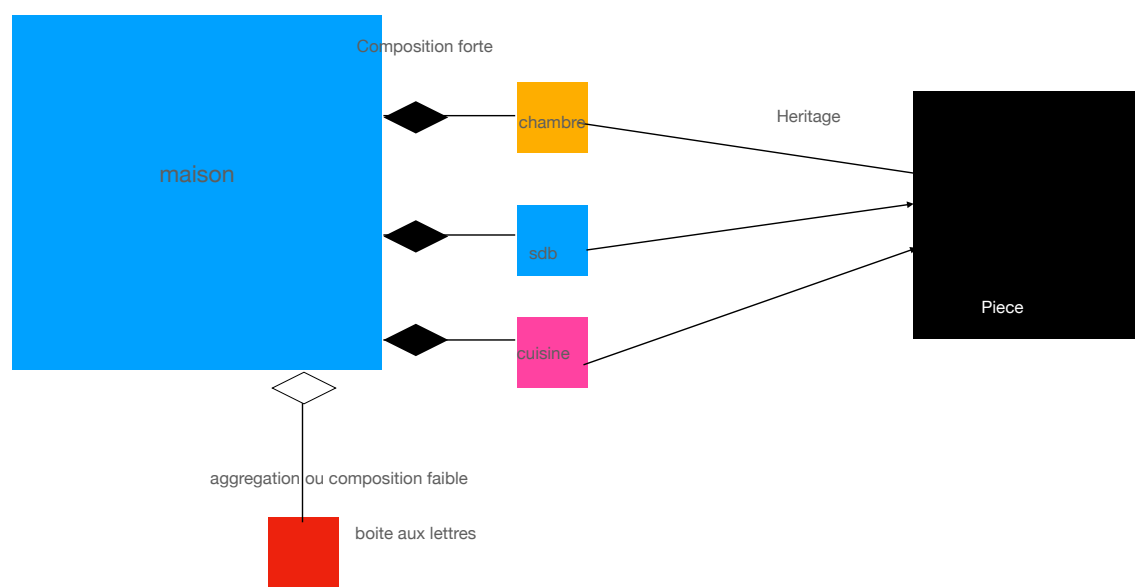 Composition forte
chambre
Heritage
maison
sdb
Piece
cuisine
aggregation ou composition faible
boite aux lettres